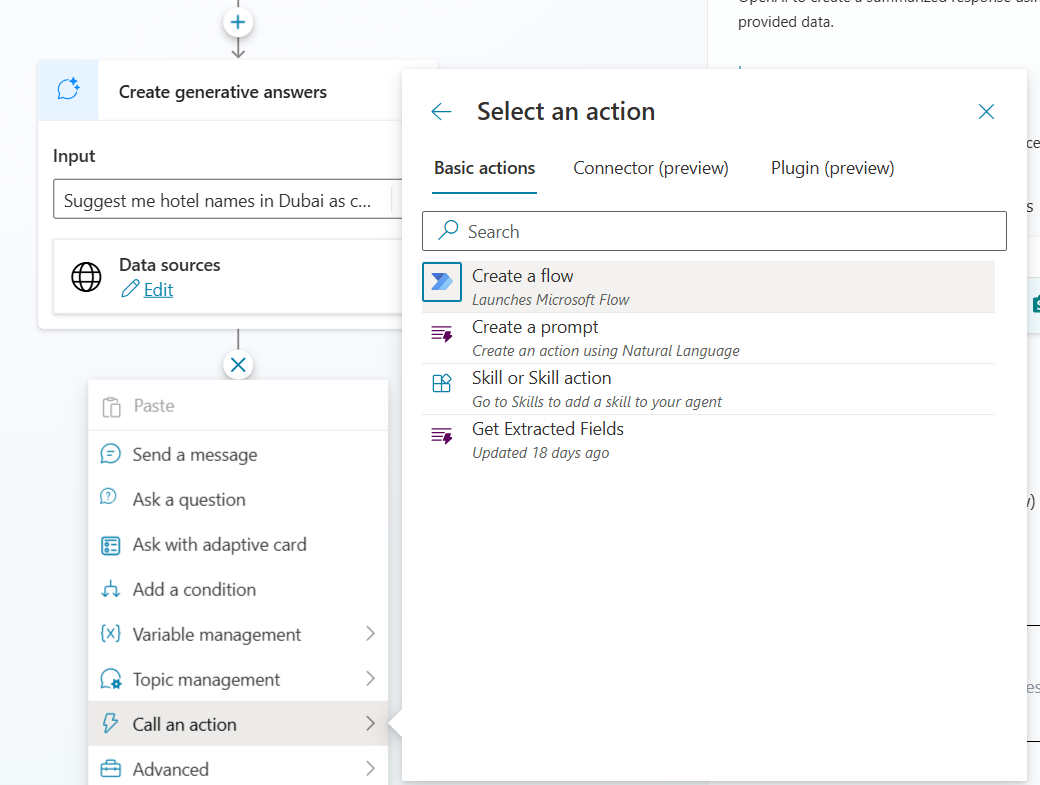 OpenAI to create a summarized response usin
provided data.
Create generative answers
Input
Suggest me hotel names in Dubai as c...
Data sources
Edit
Paste
Send a message
Ask a question
Ask with adaptive card
Add a condition
Variable management
Topic management
Call an action
Advanced
Select an action
Basic actions Connector (preview) Plugin (preview)
Search
Create a flow
Launches Microsoft Flow
Create a prompt
Create an action using Natural Language
Skill or Skill action
Go to Skills to add a skill to your agent
Get Extracted Fields
Updated 18 days ago